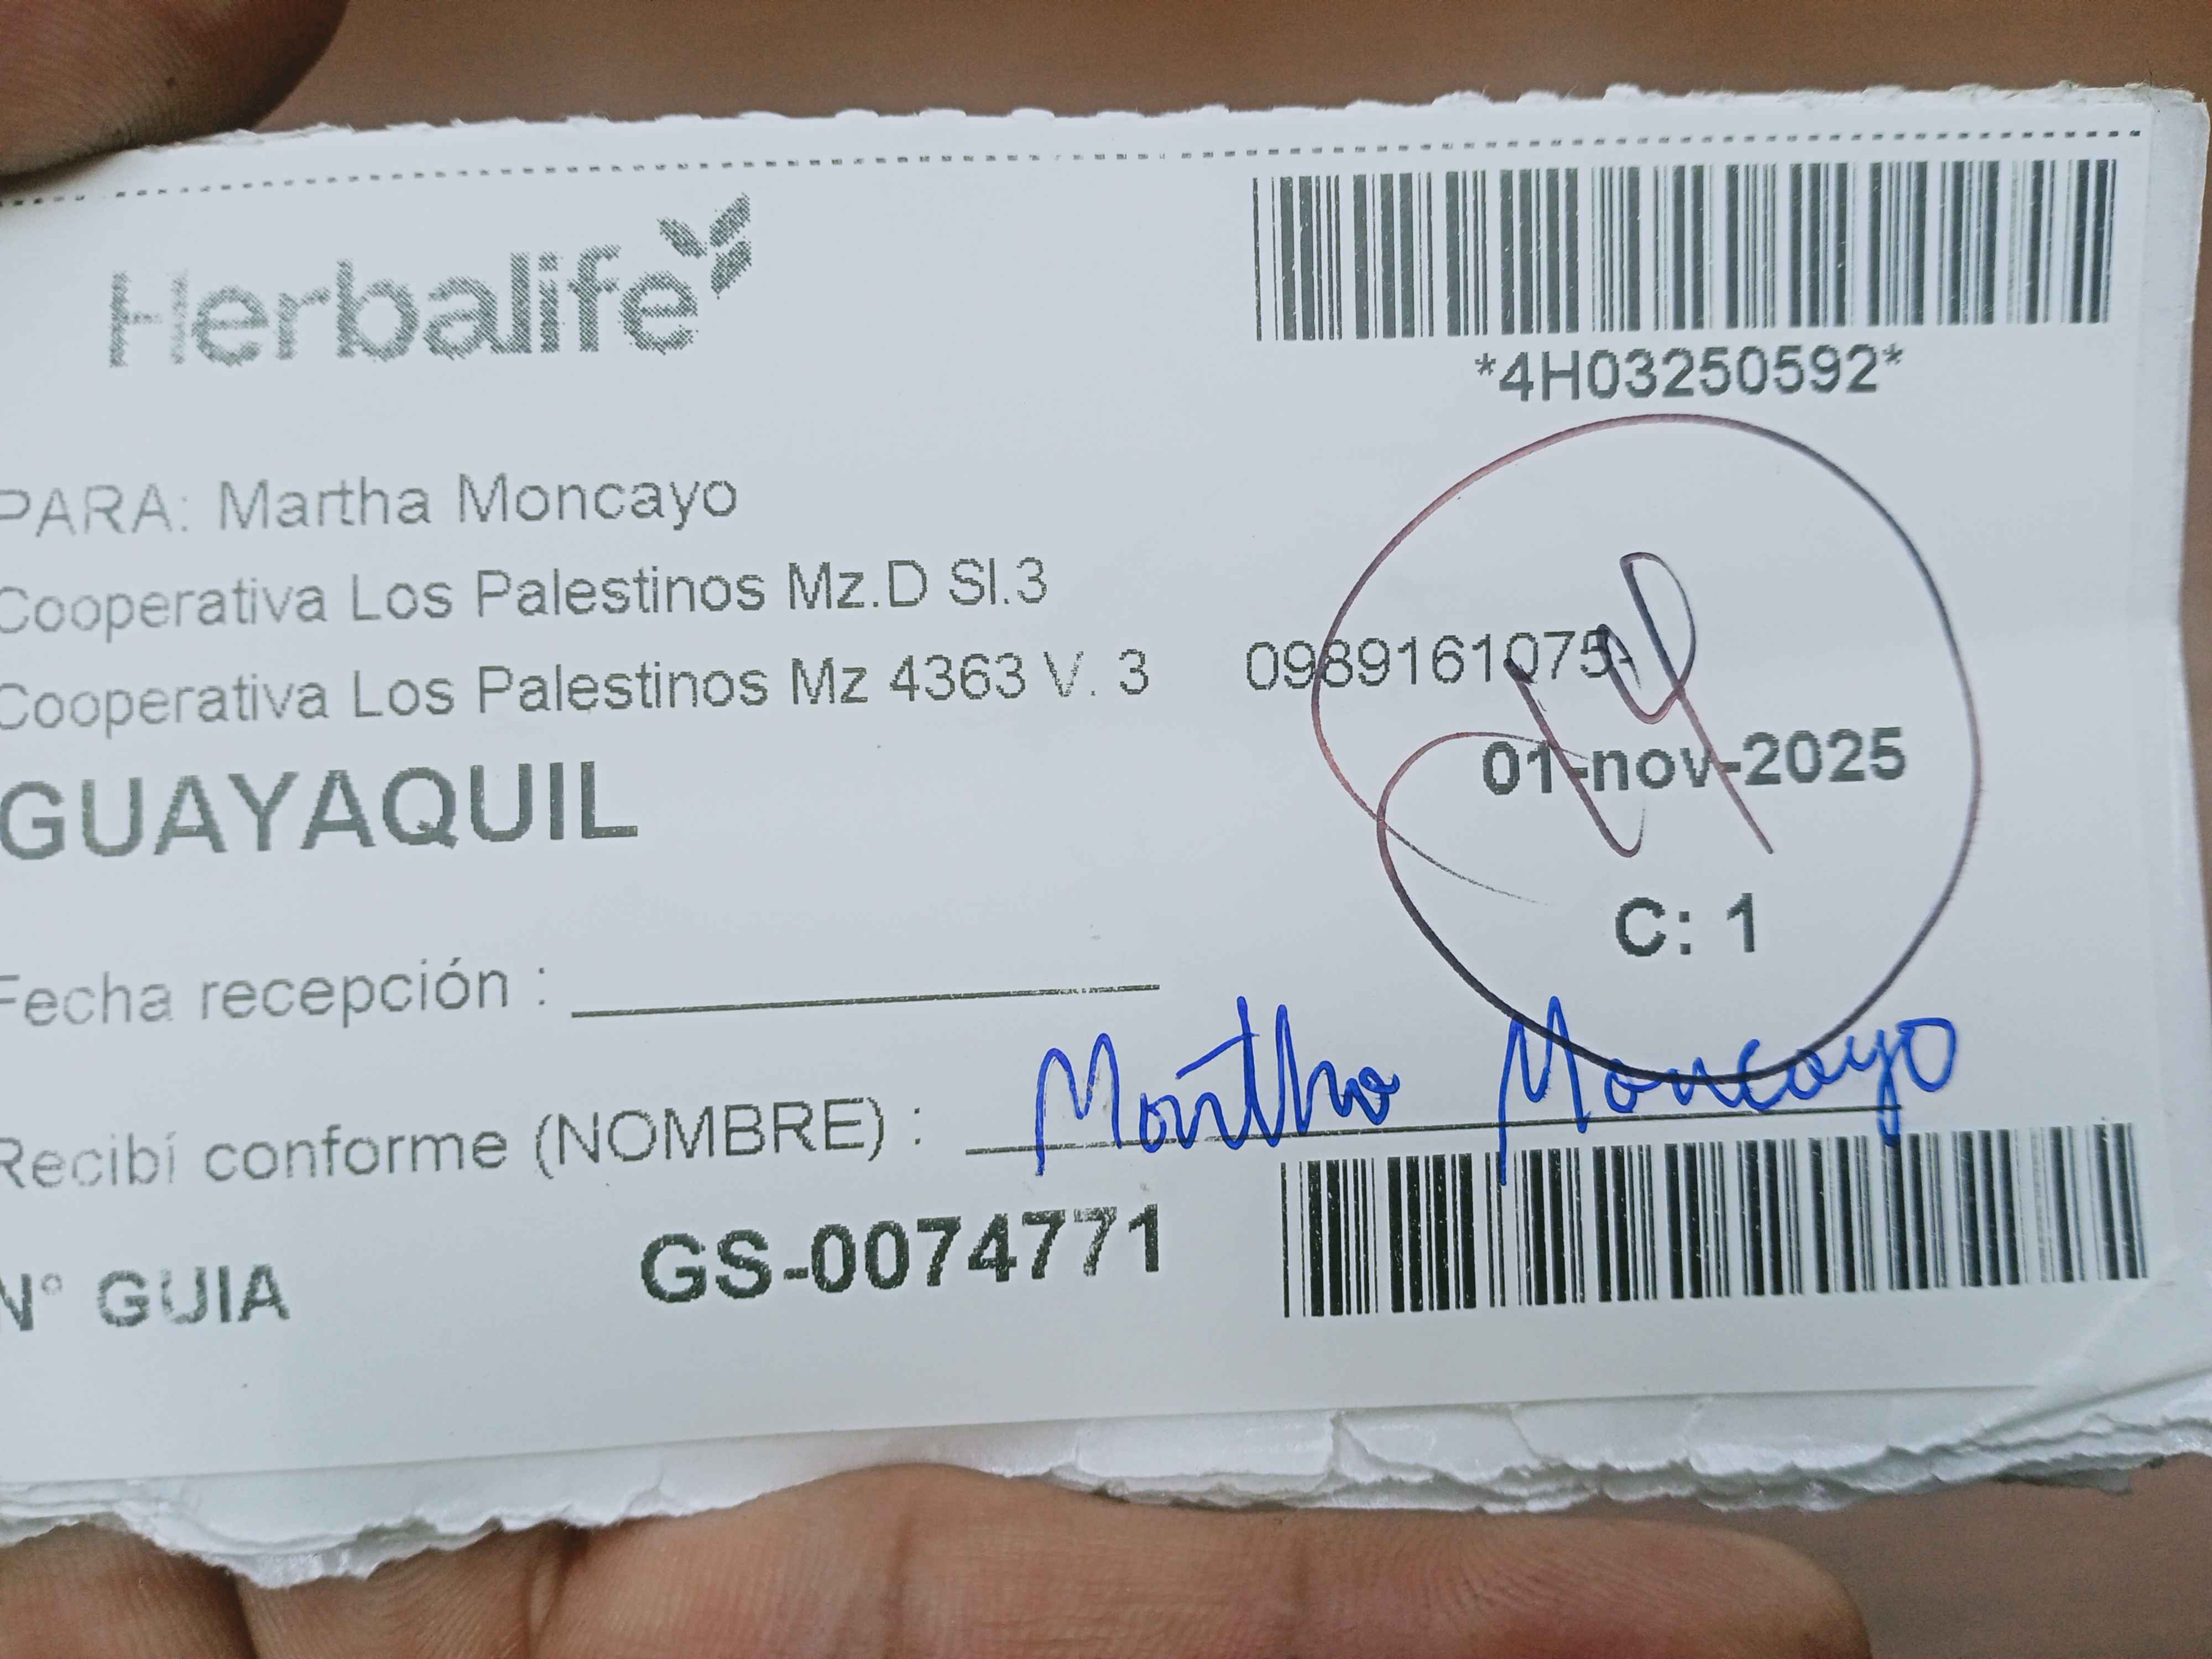 Herbalife
*4H03250592*
PARA: Martha Moncayo
Cooperativa Los Palestinos Mz.D Sl.3
Cooperativa Los Palestinos Mz 4363 V. 3 0989161075-
GUAYAQUIL
01-nov-2025
C: 1
Fecha recepción :
Recibí conforme (NOMBRE) : Martha Moncayo
N° GUIA GS-0074771